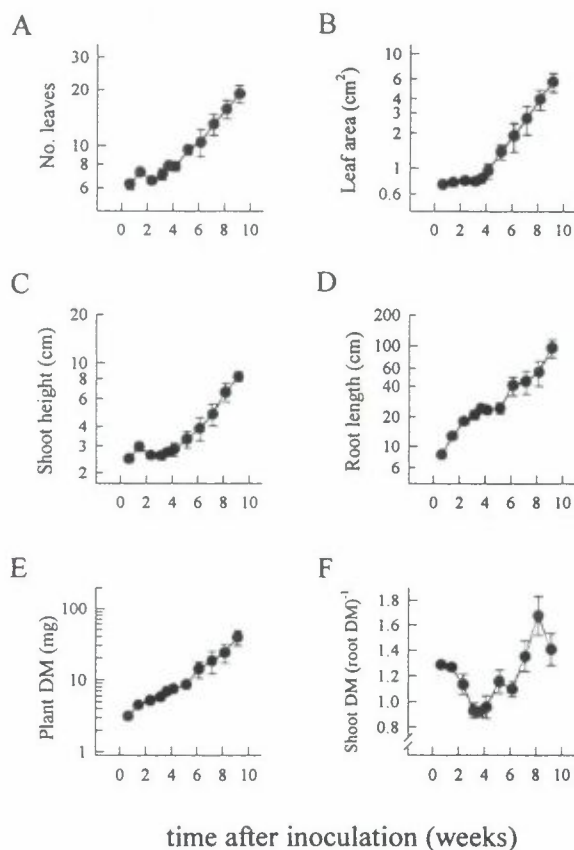 A
30
20
10
8
6
No. leaves
0 2 4 6 8 10
B
10
6
4
3
2
1
0.6
Leaf area (cm²)
0 2 4 6 8 10
C
20
10
8
6
4
3
2
Shoot height (cm)
0 2 4 6 8 10
D
200
100
60
40
20
10
6
Root length (cm)
0 2 4 6 8 10
E
100
10
1
Plant DM (mg)
0 2 4 6 8 10
F
1.8
1.6
1.4
1.2
1.0
0.8
Shoot DM (root DM)⁻¹
0 2 4 6 8 10
time after inoculation (weeks)